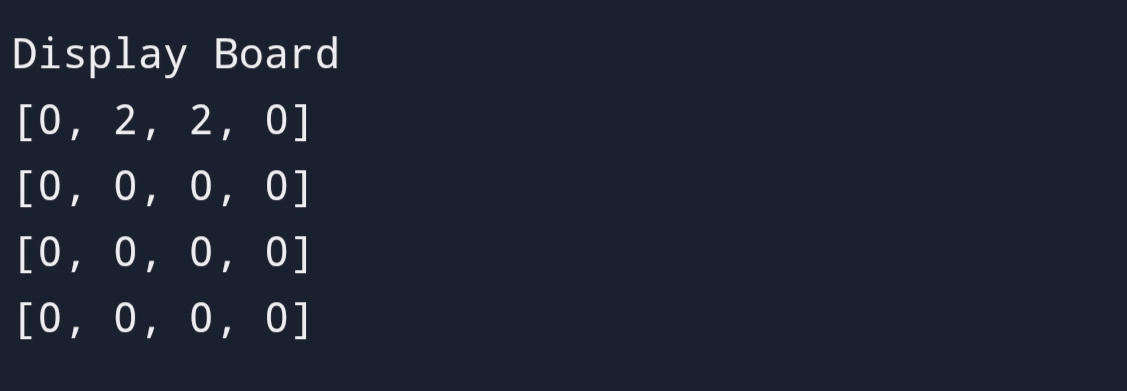 Display Board
[0, 2, 2, 0]
[0, 0, 0, 0]
[0, 0, 0, 0]
[0, 0, 0, 0]